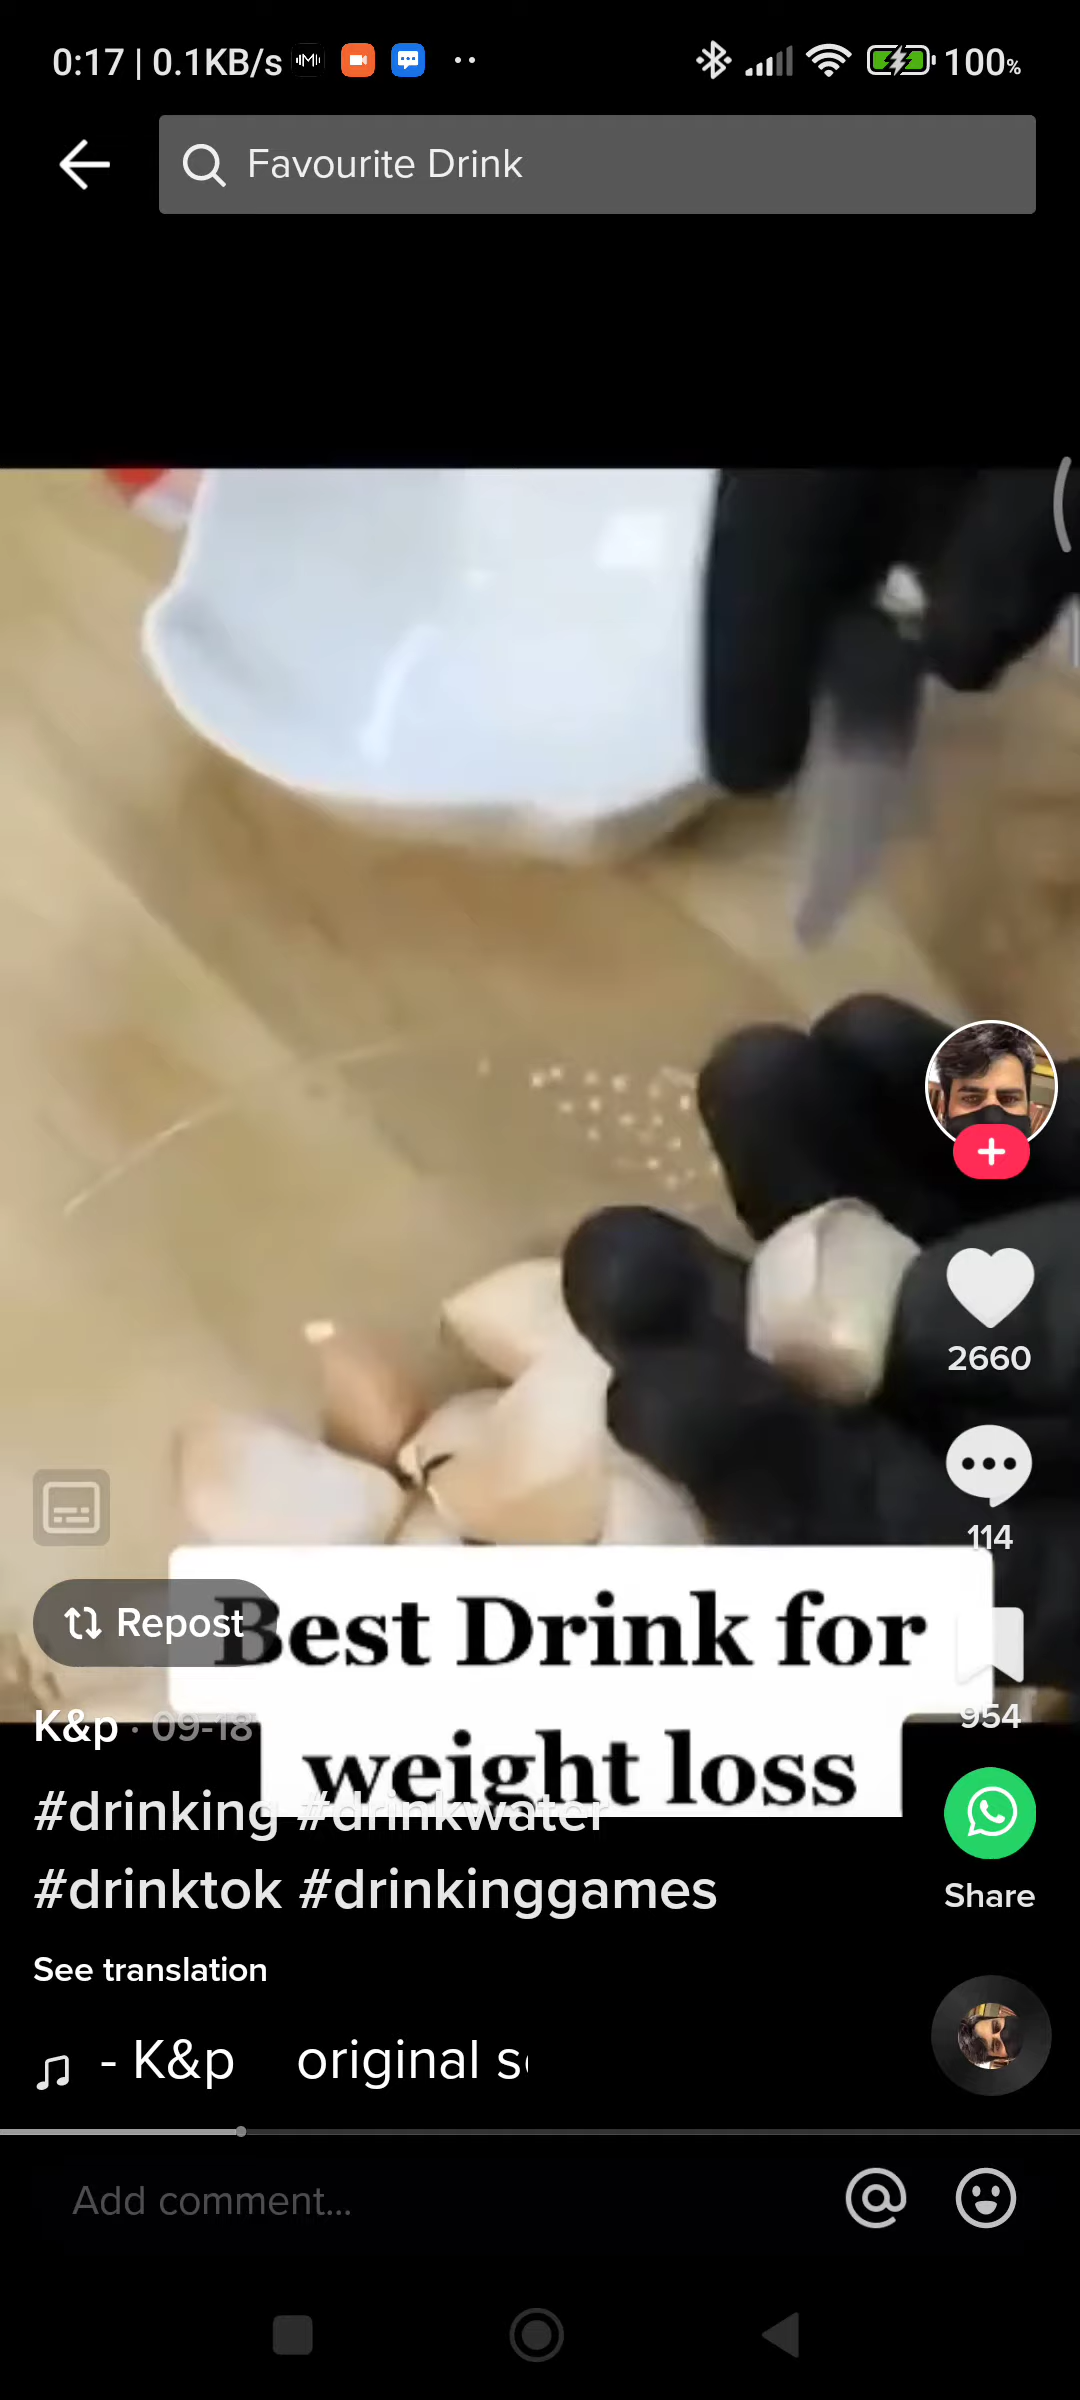 0:17 | 0.1KB/s
100%
Favourite Drink
2660
114
Best Drink for
Repost
954
K&p · 09-18
weight loss
#drinking #drinkwater
#drinktok #drinkinggames
Share
See translation
- K&p original
Add comment...